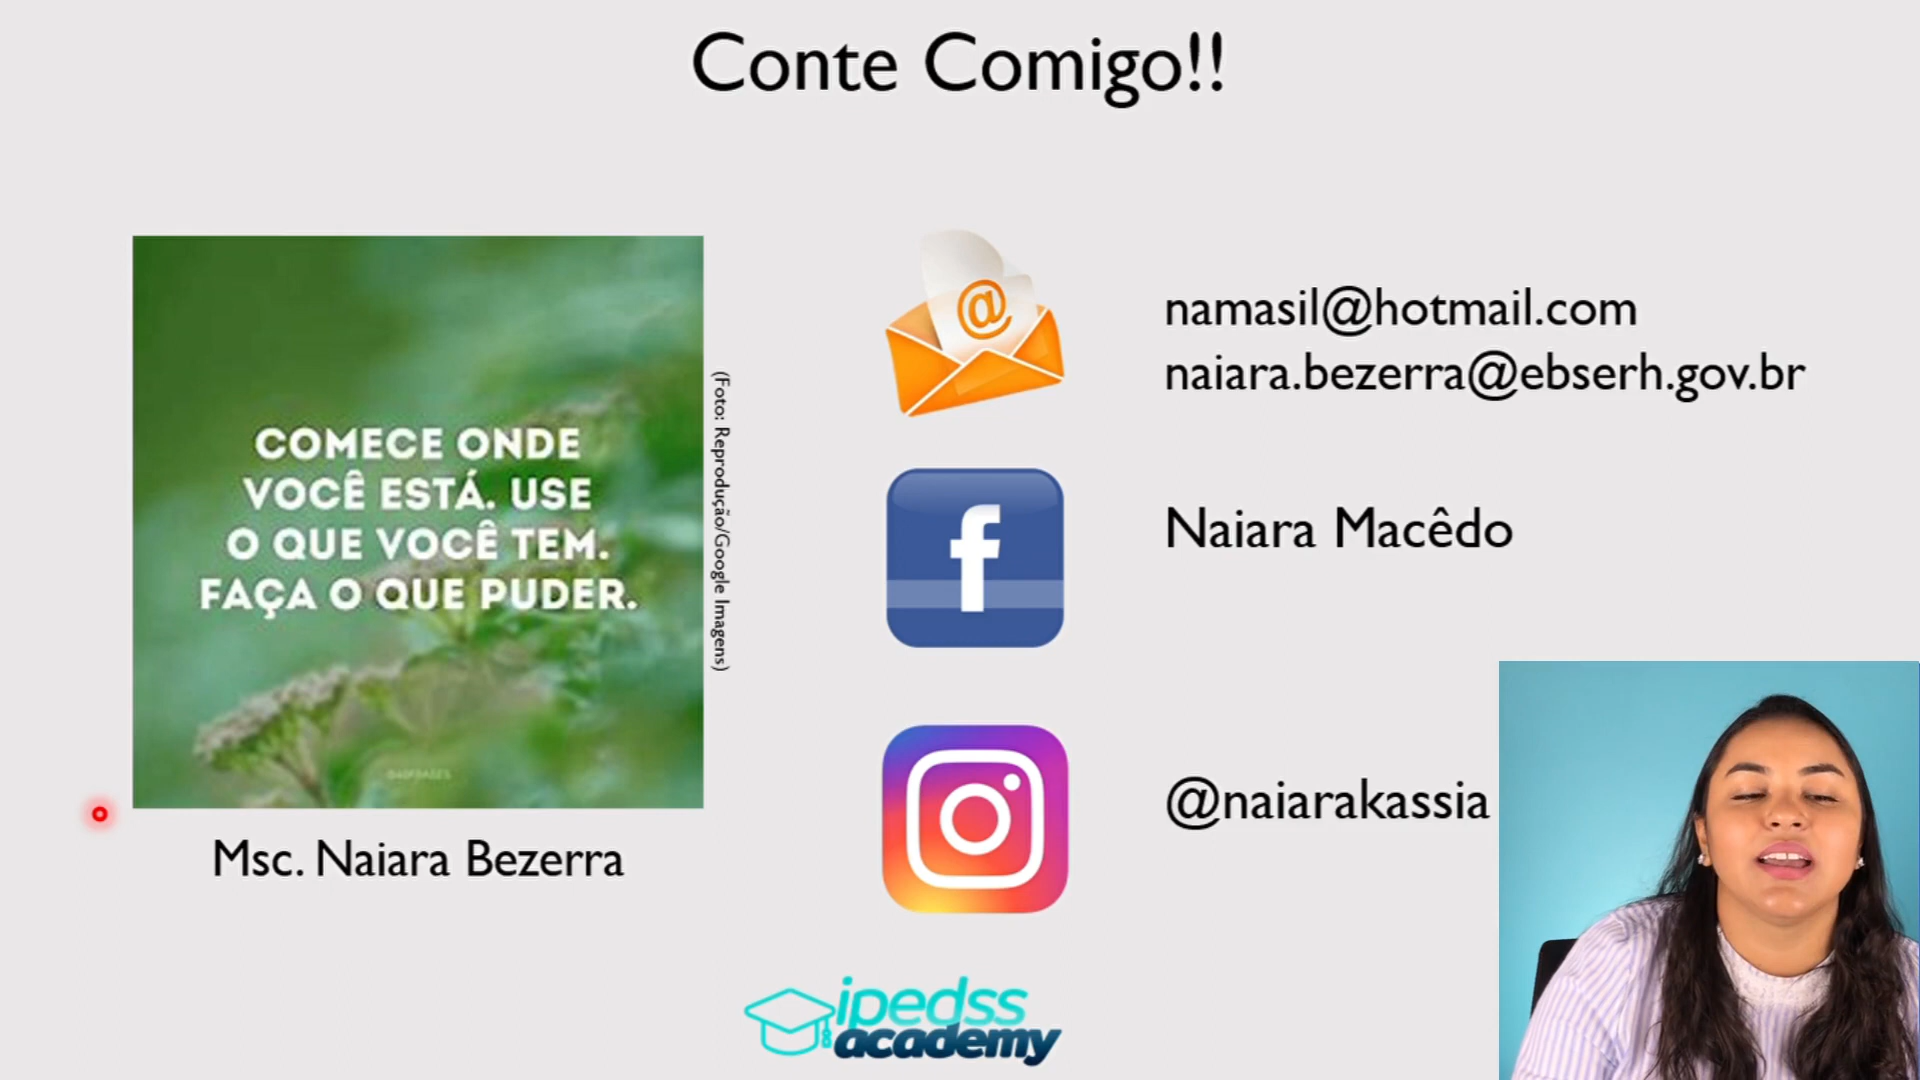 Conte Comigo!!
COMECE ONDE
VOCÊ ESTÁ. USE
O QUE VOCÊ TEM.
FAÇA O QUE PUDER.
(Foto: Reprodução/Google Imagens)
Msc. Naiara Bezerra
@
namasil@hotmail.com
naiara.bezerra@ebserh.gov.br
f
Naiara Macêdo
@naiarakassia
ipedss
academy